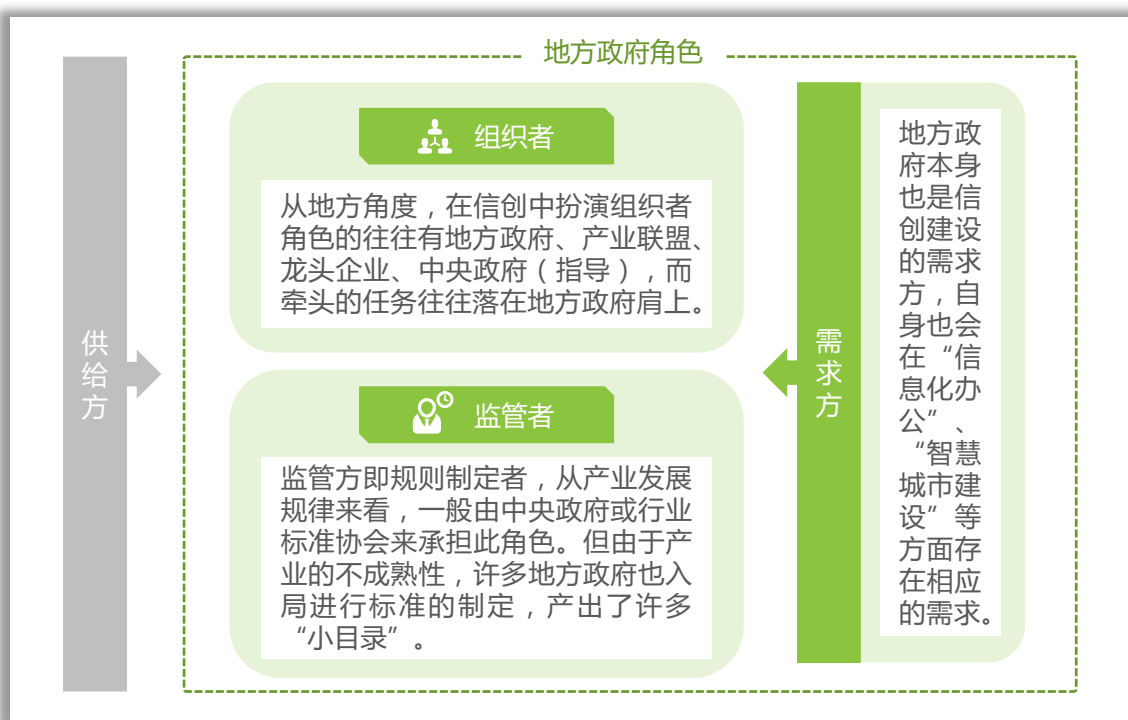 地方政府角色
供
给
方
组织者
从地方角度，在信创中扮演组织者
角色的往往有地方政府、产业联盟、
龙头企业、中央政府（指导），而
牵头的任务往往落在地方政府肩上。
监管者
监管方即规则制定者，从产业发展
规律来看，一般由中央政府或行业
标准协会来承担此角色。但由于产
业的不成熟性，许多地方政府也入
局进行标准的制定，产出了许多
“小目录”。
需
求
方
地方政
府本身
也是信
创建设
的需求
方，自
身也会
在“信
息化办
公”、
“智慧
城市建
设”等
方面存
在相应
的需求。